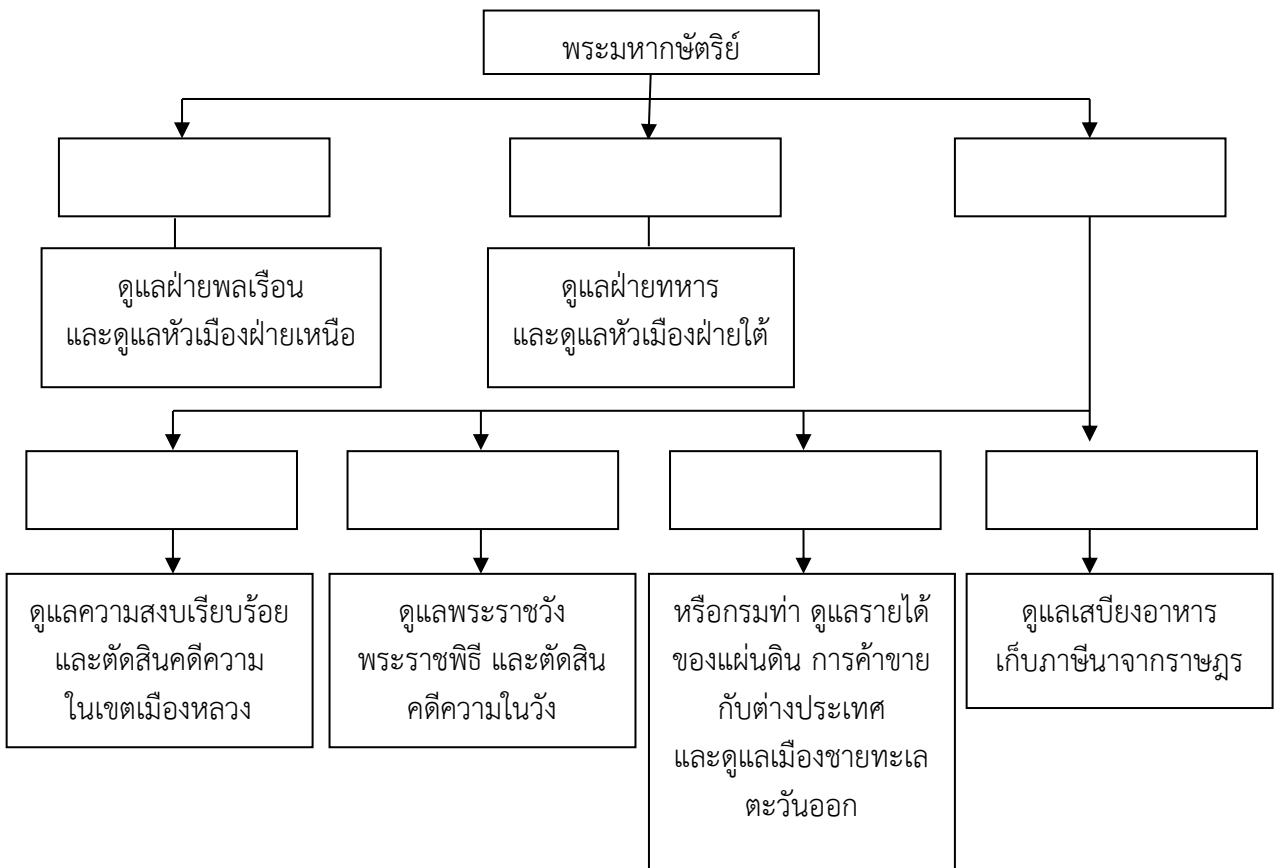 พระมหากษัตริย์
ดูแลฝ่ายพลเรือน
และดูแลหัวเมืองฝ่ายเหนือ
ดูแลฝ่ายทหาร
และดูแลหัวเมืองฝ่ายใต้
ดูแลความสงบเรียบร้อย
และตัดสินคดีความ
ในเขตเมืองหลวง
ดูแลพระราชวัง
พระราชพิธี และตัดสิน
คดีความในวัง
หรือกรมท่า ดูแลรายได้
ของแผ่นดิน การค้าขาย
กับต่างประเทศ
และดูแลเมืองชายทะเล
ตะวันออก
ดูแลเสบียงอาหาร
เก็บภาษีนาจากราษฎร